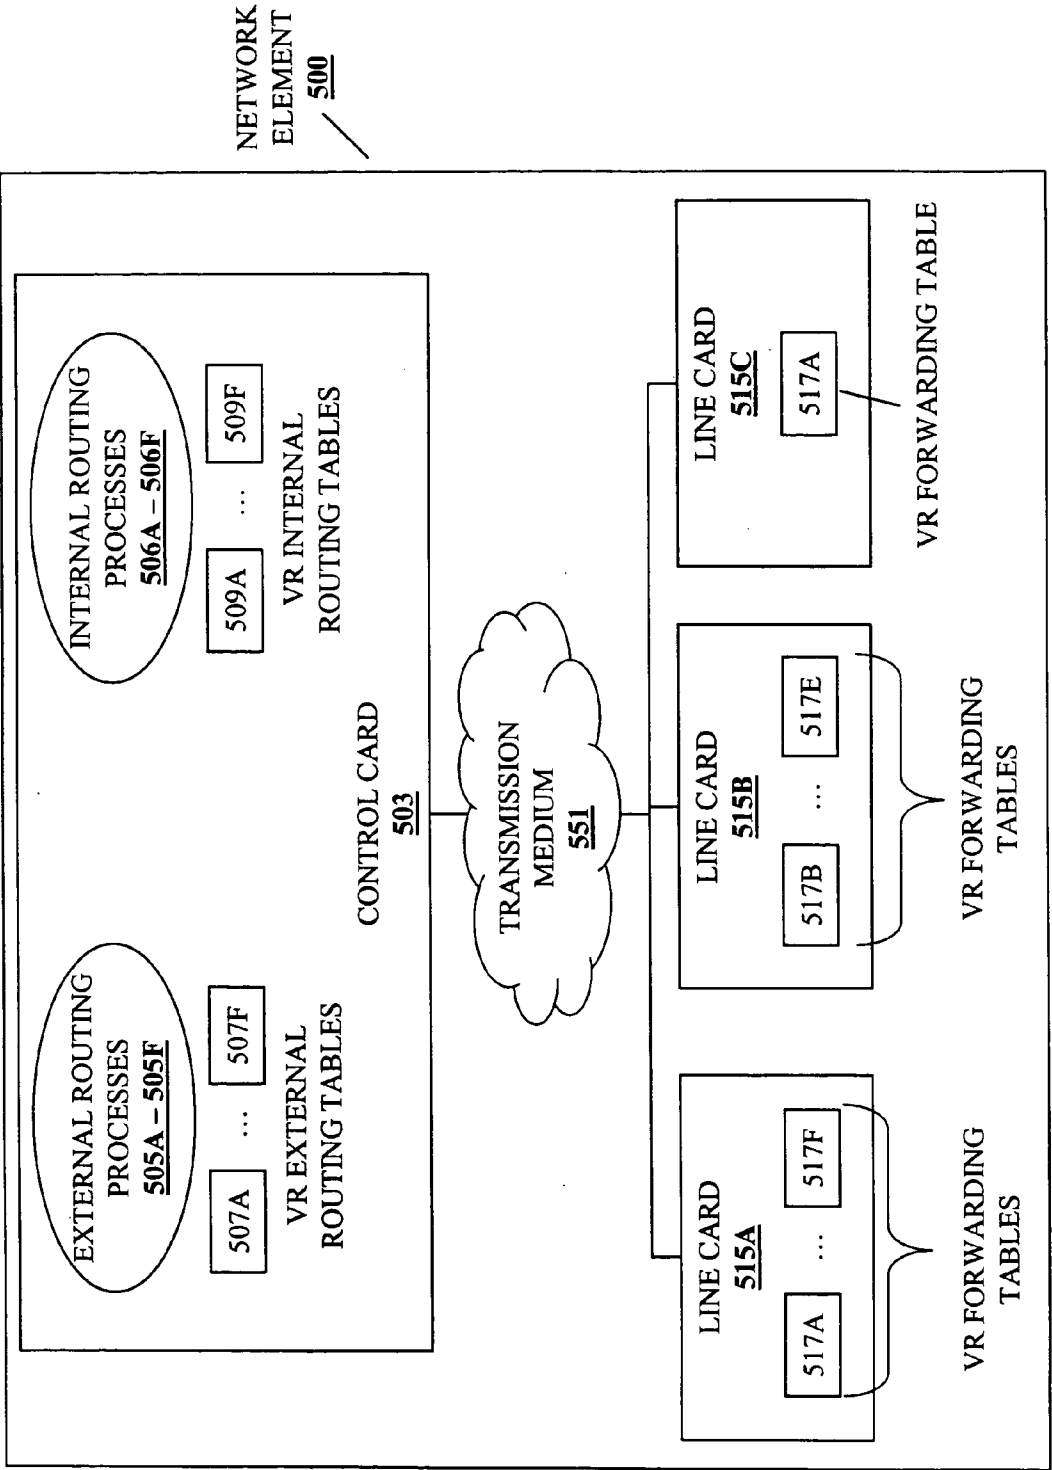 NETWORK
ELEMENT
500
EXTERNAL ROUTING
PROCESSES
505A – 505F
507A
...
507F
VR EXTERNAL
ROUTING TABLES
INTERNAL ROUTING
PROCESSES
506A – 506F
509A
...
509F
VR INTERNAL
ROUTING TABLES
CONTROL CARD
503
TRANSMISSION
MEDIUM
551
LINE CARD
515A
517A
...
517F
VR FORWARDING
TABLES
LINE CARD
515B
517B
...
517E
VR FORWARDING
TABLES
LINE CARD
515C
517A
VR FORWARDING TABLE